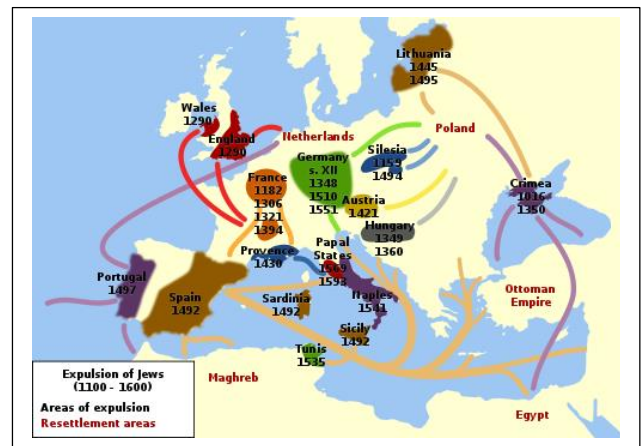 Lithuania
1445
1495
Wales
1290
England
1290
Netherlands
Poland
Germany
s. XII
1348
1510
1551
Silesia
1159
1494
France
1182
1306
1321
1394
Austria
1421
Crimea
1016
1350
Hungary
1349
1360
Provence
1430
Papal
States
1569
1593
Portugal
1497
Spain
1492
Sardinia
1492
Naples
1541
Ottoman
Empire
Sicily
1492
Tunis
1535
Maghreb
Egypt
Expulsion of Jews
(1100 - 1600)
Areas of expulsion
Resettlement areas